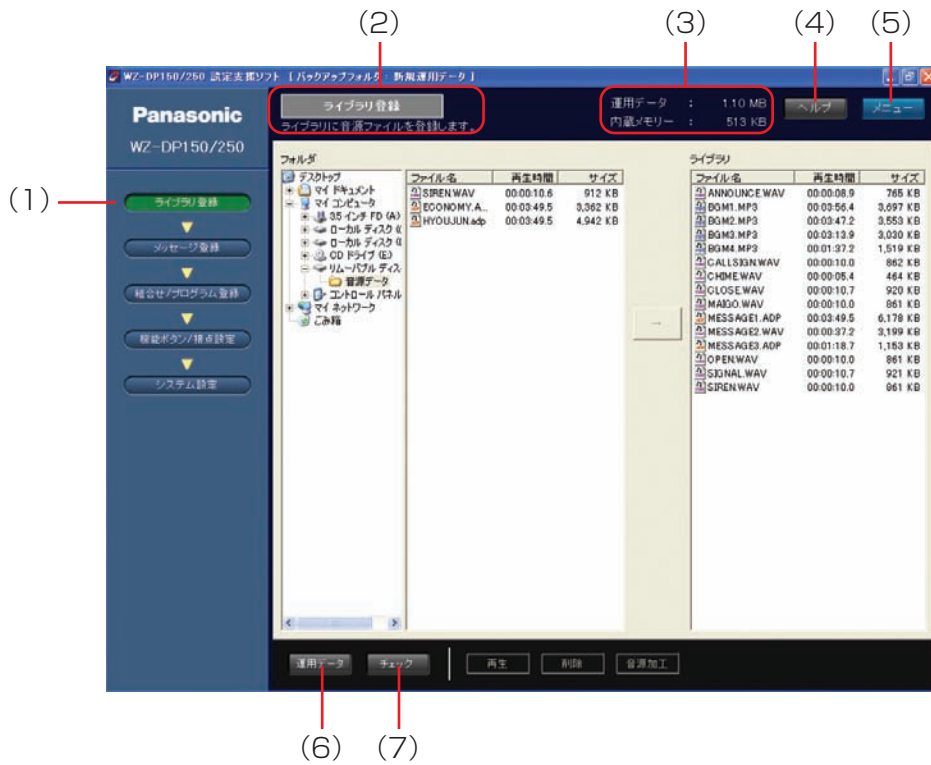 (2)
(3)
(4)
(5)
WZ-DP150/250 設定支援ソフト [ バックアップフォルダ : 新規運用データ ]
Panasonic
WZ-DP150/250
ライブラリ登録
ライブラリに音源ファイルを登録します。
運用データ : 1.10 MB
内蔵メモリー : 513 KB
ヘルプ
メニュー
(1)
ライブラリ登録
メッセージ登録
組合せ/プログラム登録
機能ボタン/接点設定
システム設定
フォルダ
デスクトップ
マイ ドキュメント
マイ コンピュータ
35 インチ FD (A)
ローカル ディスク (C
ローカル ディスク (
CD ドライブ (E)
リムーバブル ディス
音源データ
コントロール パネル
マイ ネットワーク
ごみ箱
ファイル名 再生時間 サイズ
SIREN.WAV 00:00:10.6 912 KB
ECONOMY.A... 00:03:49.5 3,362 KB
HYOUJUN.adp 00:03:49.5 4,942 KB
→
ライブラリ
ファイル名 再生時間 サイズ
ANNOUNCE.WAV 00:00:08.9 765 KB
BGM1.MP3 00:03:56.4 3,697 KB
BGM2.MP3 00:03:47.2 3,553 KB
BGM3.MP3 00:03:13.9 3,030 KB
BGM4.MP3 00:01:37.2 1,519 KB
CALLSIGN.WAV 00:00:10.0 862 KB
CHIME.WAV 00:00:05.4 464 KB
CLOSE.WAV 00:00:10.7 920 KB
MAIGO.WAV 00:00:10.0 861 KB
MESSAGE1.ADP 00:03:49.5 6,178 KB
MESSAGE2.WAV 00:00:37.2 3,199 KB
MESSAGE3.ADP 00:01:18.7 1,153 KB
OPEN.WAV 00:00:10.0 861 KB
SIGNAL.WAV 00:00:10.7 921 KB
SIREN.WAV 00:00:10.0 861 KB
運用データ
チェック
再生
削除
音源加工
(6)
(7)